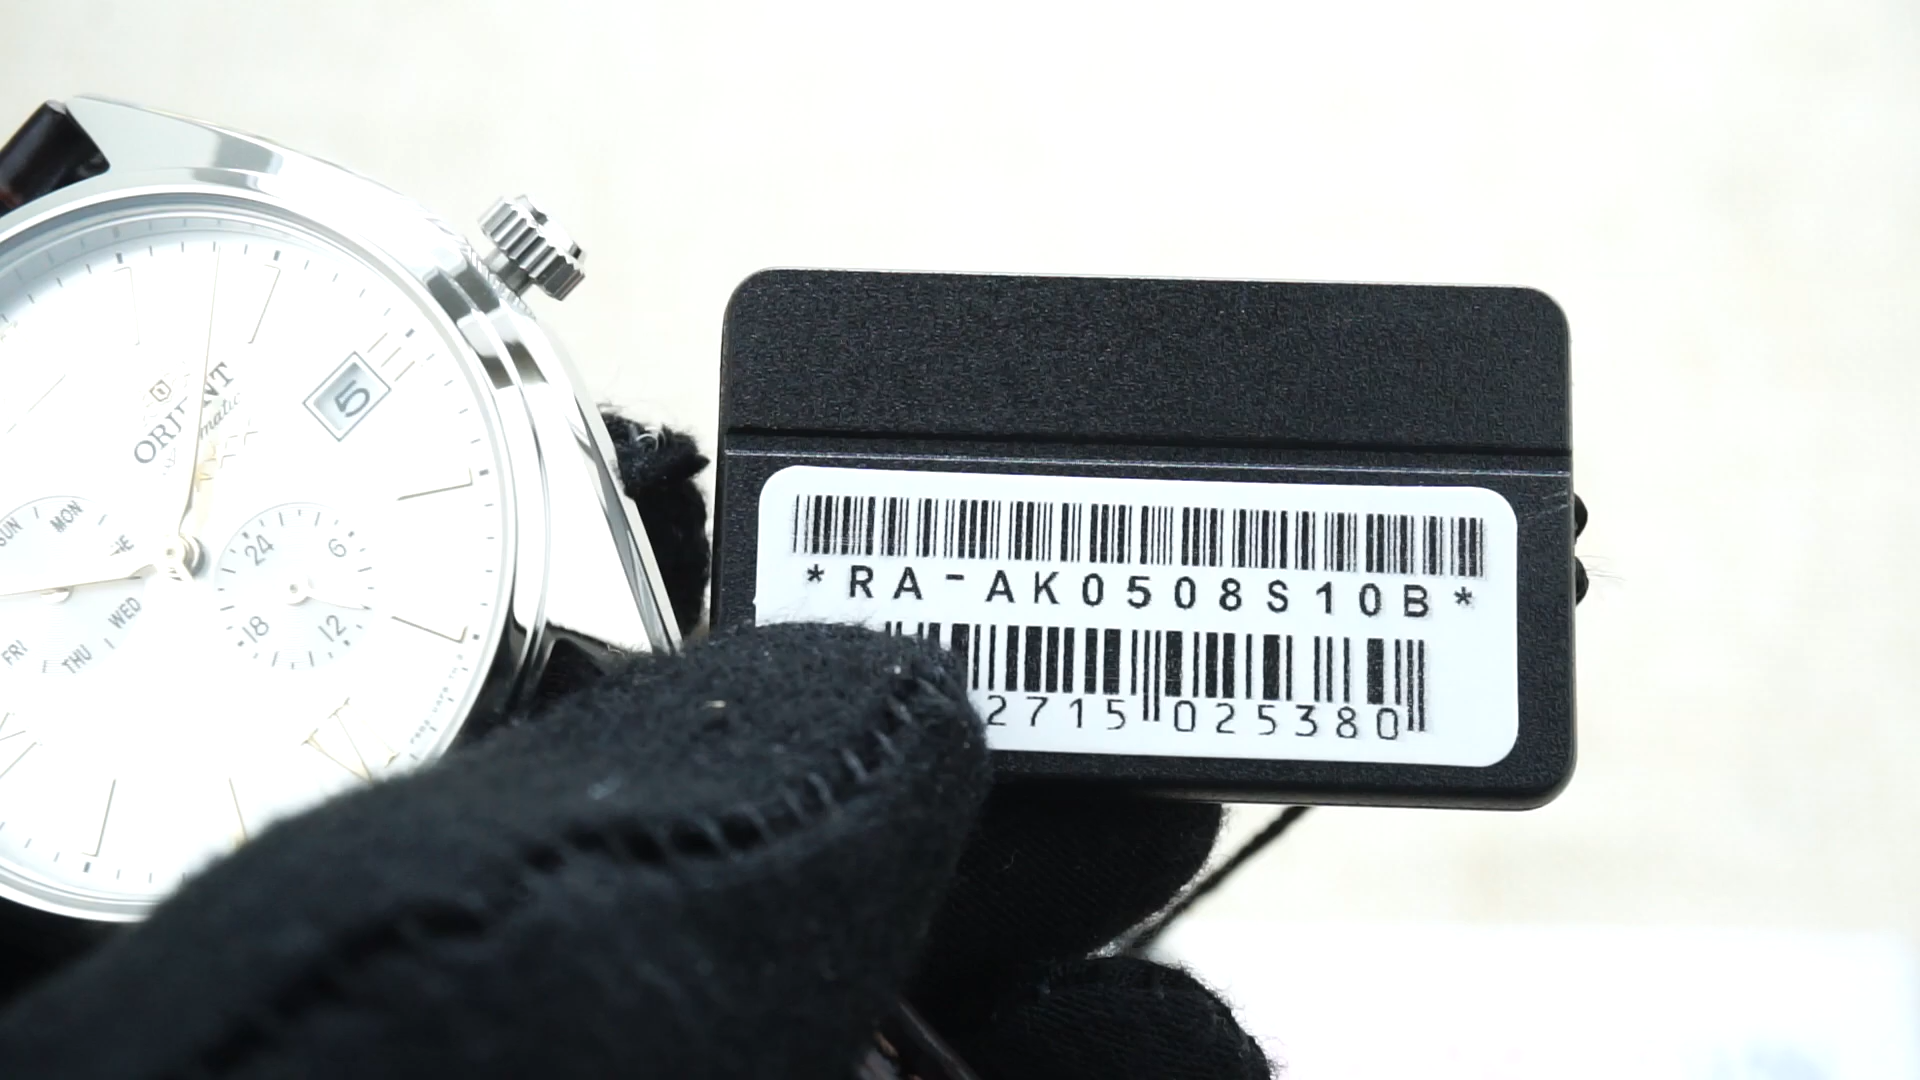 ORIENT
5
SUN
MON
WED
THU
FRI
24
6
12
18
*RA-AK0508S10B*
2715 025380